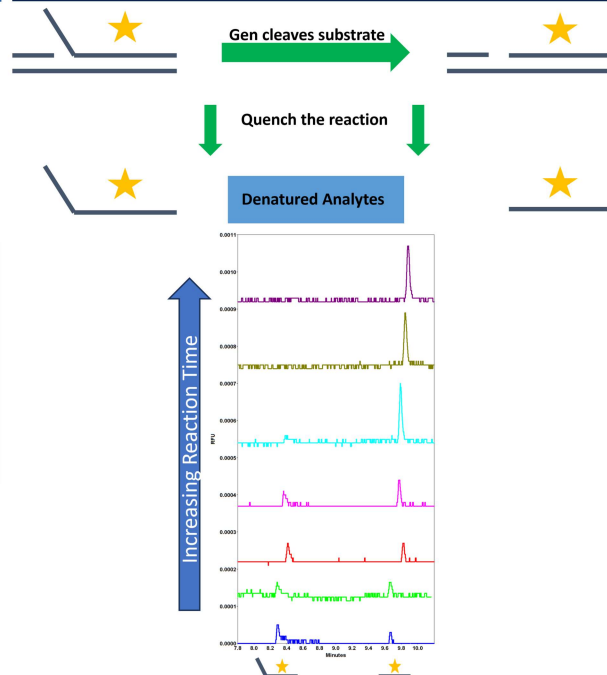 Gen cleaves substrate
Quench the reaction
Denatured Analytes
Increasing Reaction Time
RFU
0.0011
0.0010
0.0009
0.0008
0.0007
0.0006
0.0005
0.0004
0.0003
0.0002
0.0001
0.0000
7.8 8.0 8.2 8.4 8.6 8.8 9.0 9.2 9.4 9.6 9.8 10.0
Minutes